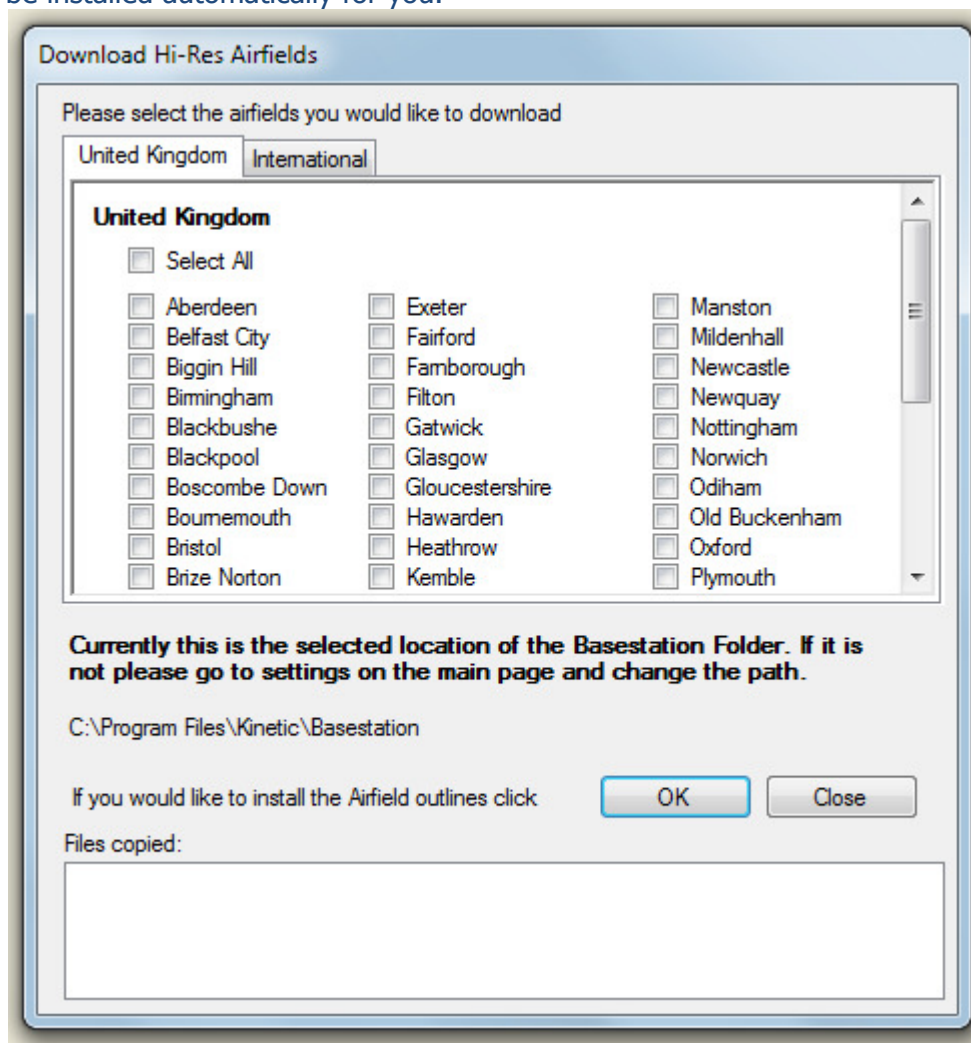 be installed automatically for you.
Download Hi-Res Airfields
Please select the airfields you would like to download
United Kingdom International
United Kingdom
Select All
Aberdeen Exeter Manston
Belfast City Fairford Mildenhall
Biggin Hill Farnborough Newcastle
Birmingham Filton Newquay
Blackbushe Gatwick Nottingham
Blackpool Glasgow Norwich
Boscombe Down Gloucestershire Odiham
Bournemouth Hawarden Old Buckenham
Bristol Heathrow Oxford
Brize Norton Kemble Plymouth
Currently this is the selected location of the Basestation Folder. If it is
not please go to settings on the main page and change the path.
C:\Program Files\Kinetic\Basestation
If you would like to install the Airfield outlines click OK Close
Files copied: